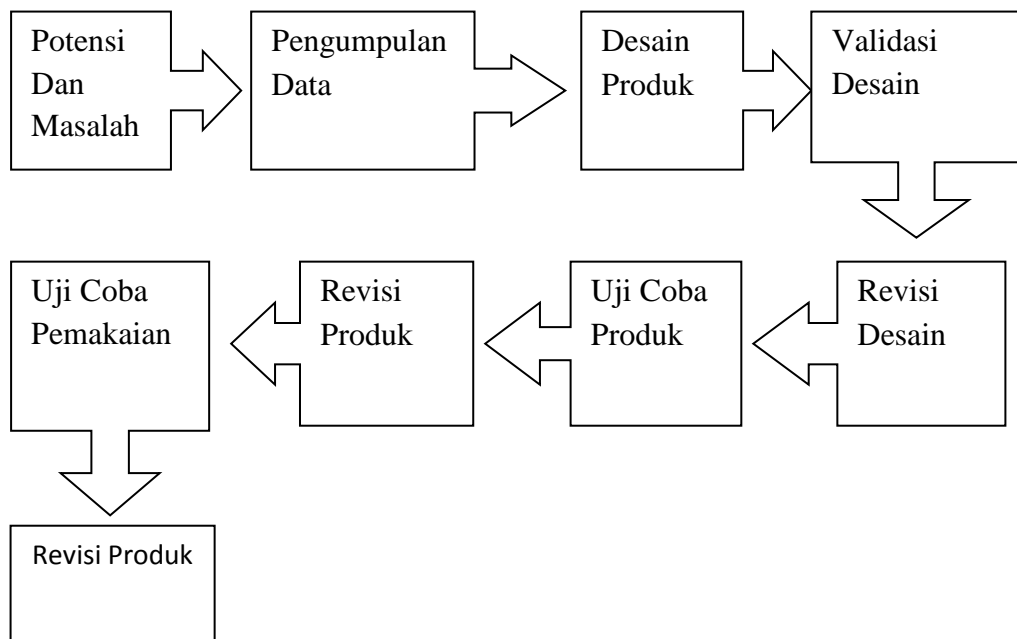 Potensi
Dan
Masalah
Pengumpulan
Data
Desain
Produk
Validasi
Desain
Revisi
Desain
Uji Coba
Produk
Revisi
Produk
Uji Coba
Pemakaian
Revisi Produk